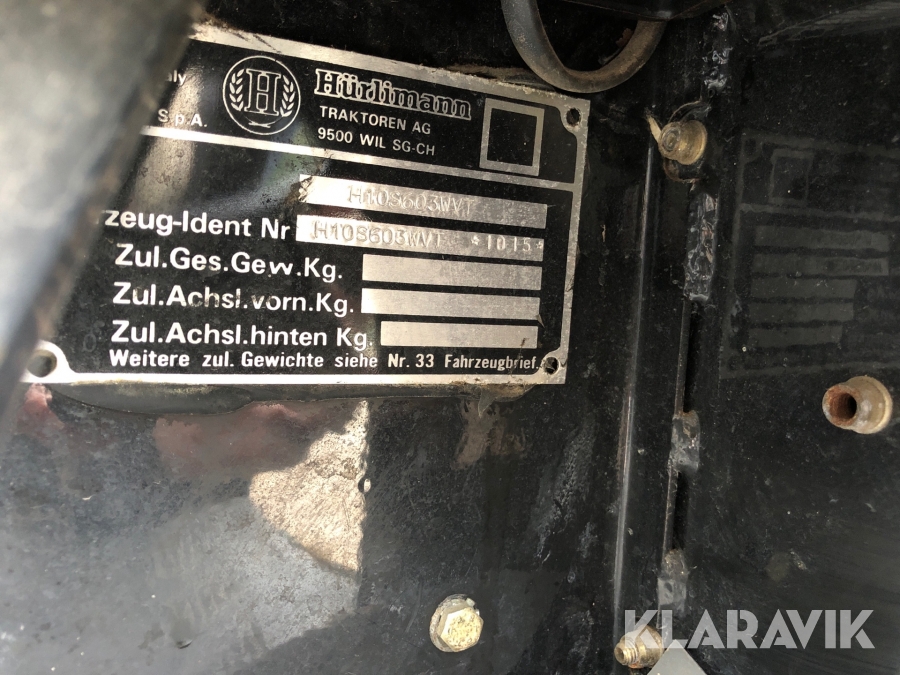 Hürlimann
TRAKTOREN AG
9500 WIL SG-CH
S.p.A.
H
H10S603WVT
zeug-Ident Nr H10S603WVT *1015*
Zul.Ges.Gew.Kg.
Zul.Achsl.vorn.Kg.
Zul.Achsl.hinten Kg.
Weitere zul. Gewichte siehe Nr. 33 Fahrzeugbrief.
KLARAVIK